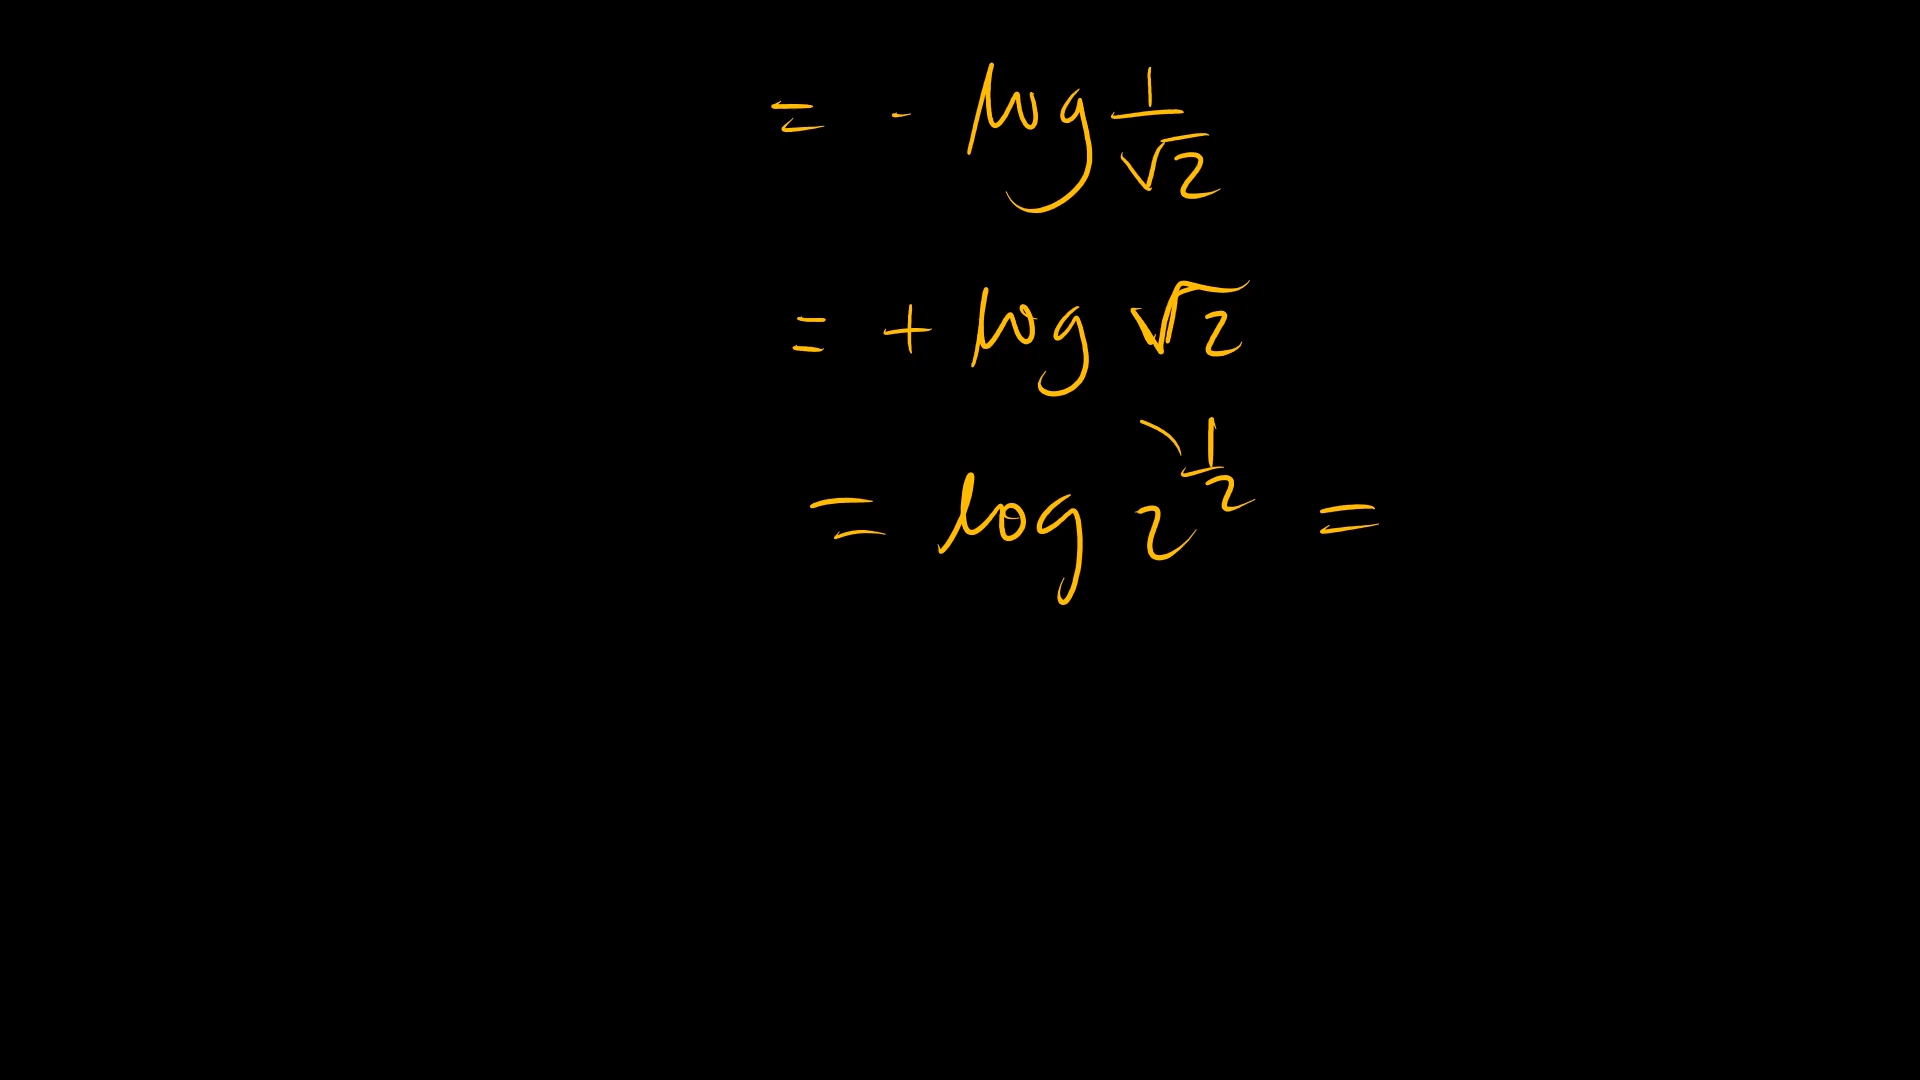 = - log 1/√2
= + log √2
= log 2^1/2 =